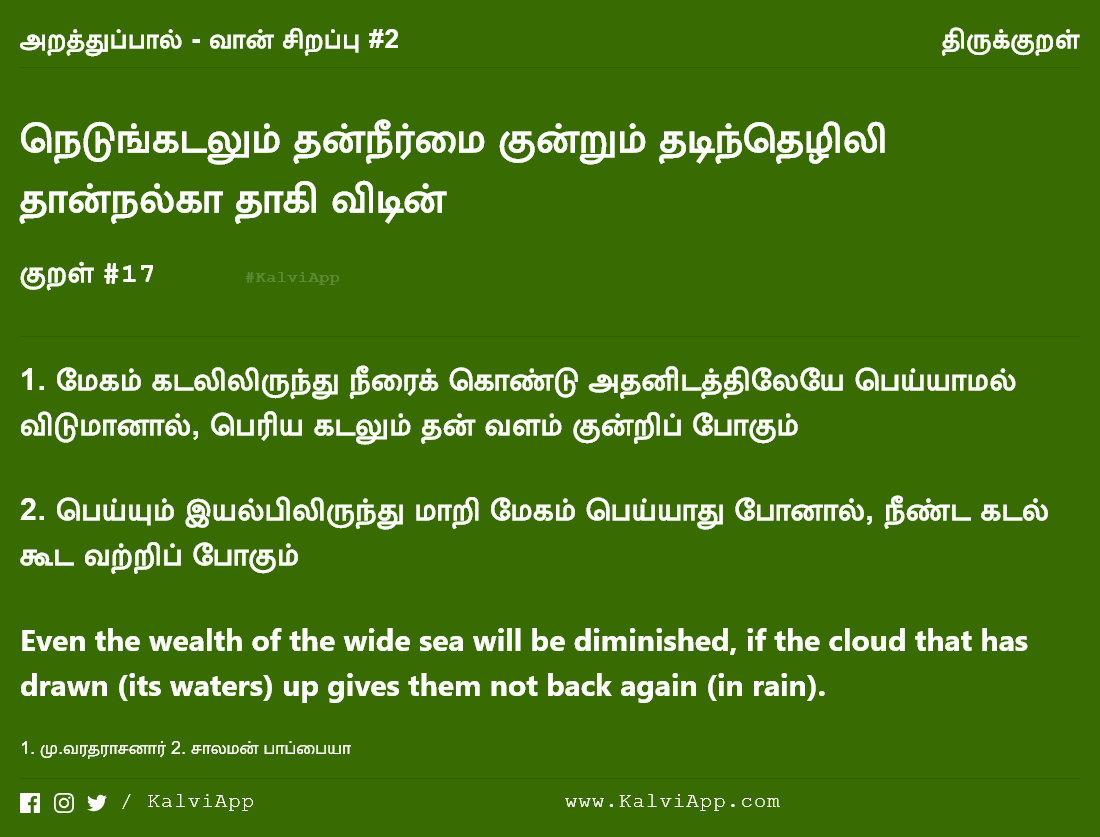 அறத்துப்பால் - வான் சிறப்பு #2
திருக்குறள்
நெடுங்கடலும் தன்நீர்மை குன்றும் தடிந்தெழிலி
தான்நல்கா தாகி விடின்
குறள் #17
#KalviApp
1. மேகம் கடலிலிருந்து நீரைக் கொண்டு அதனிடத்திலேயே பெய்யாமல்
விடுமானால், பெரிய கடலும் தன் வளம் குன்றிப் போகும்
2. பெய்யும் இயல்பிலிருந்து மாறி மேகம் பெய்யாது போனால், நீண்ட கடல்
கூட வற்றிப் போகும்
Even the wealth of the wide sea will be diminished, if the cloud that has
drawn (its waters) up gives them not back again (in rain).
1. மு.வரதராசனார் 2. சாலமன் பாப்பையா
/ KalviApp
www.KalviApp.com